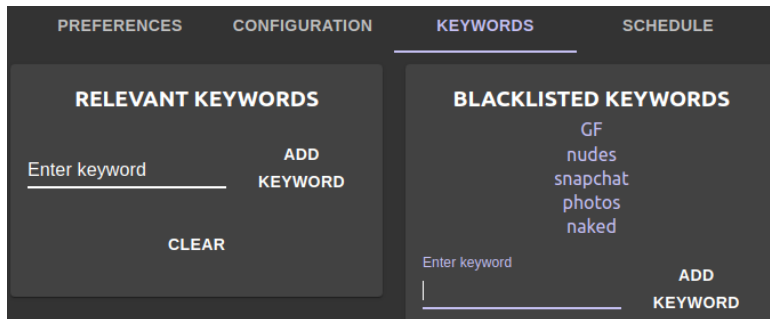 PREFERENCES CONFIGURATION KEYWORDS SCHEDULE
RELEVANT KEYWORDS
Enter keyword
ADD
KEYWORD
CLEAR
BLACKLISTED KEYWORDS
GF
nudes
snapchat
photos
naked
Enter keyword
ADD
KEYWORD